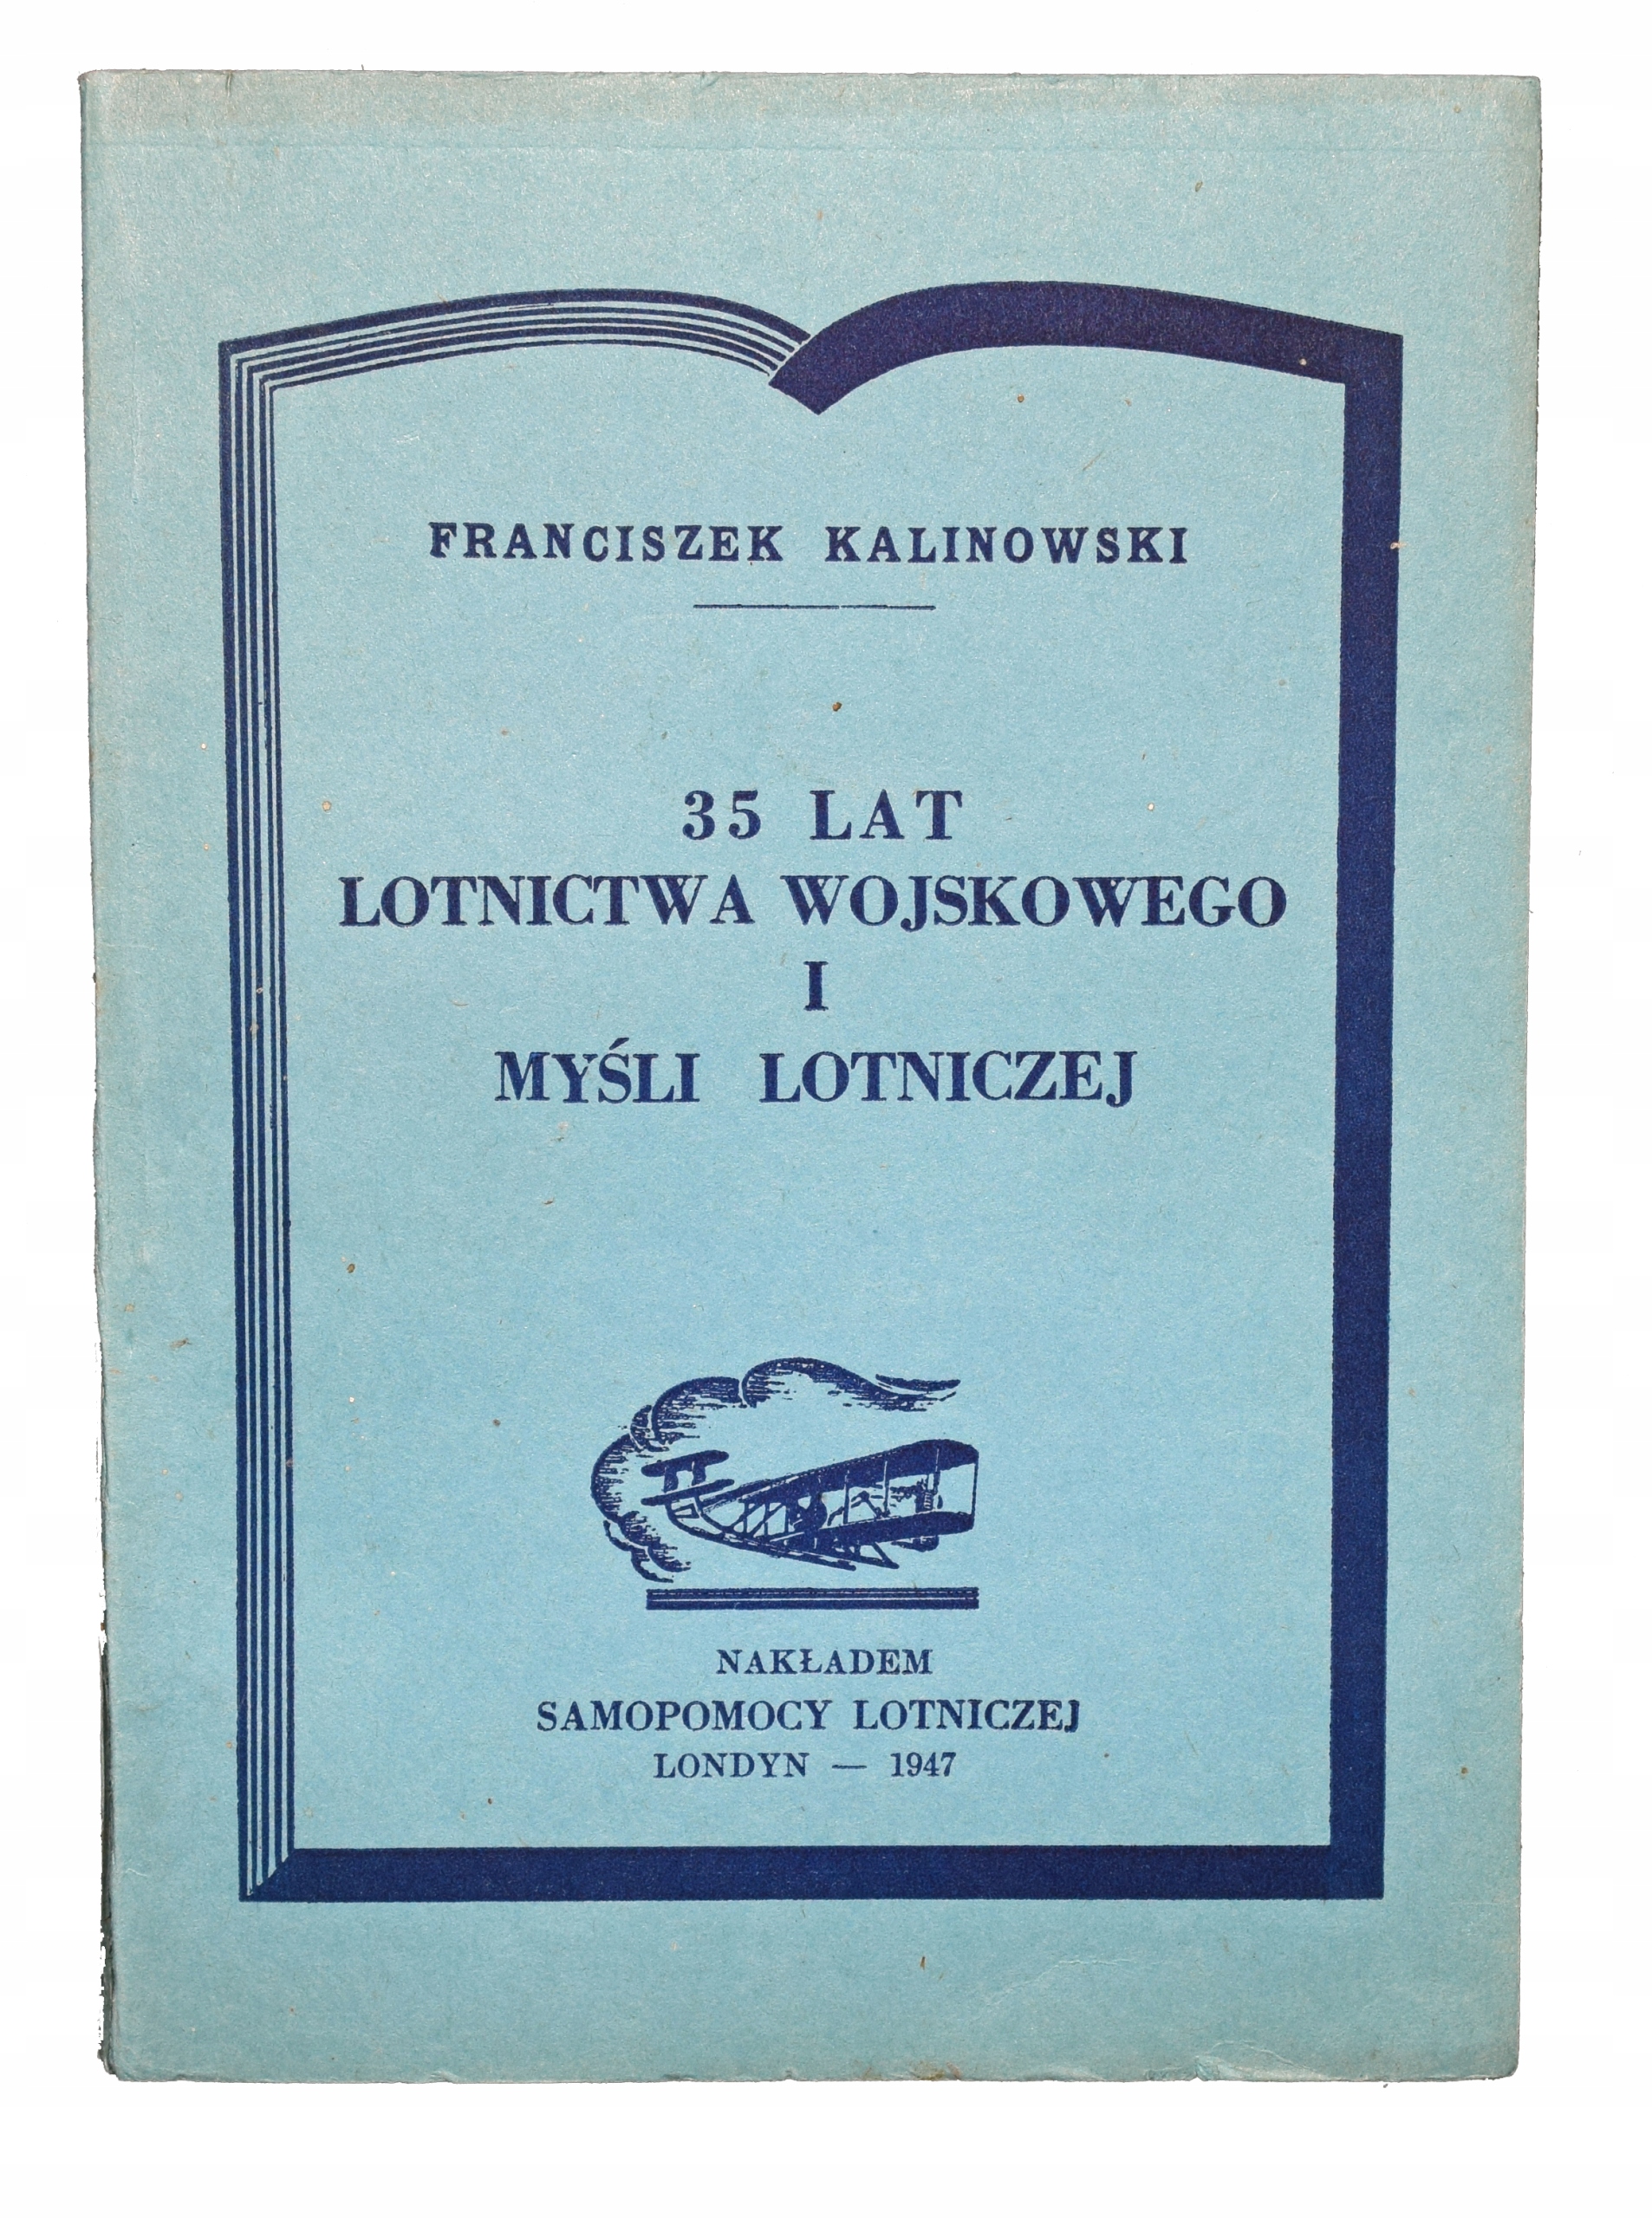 FRANCISZEK KALINOWSKI
35 LAT
LOTNICTWA WOJSKOWEGO
I
MYŚLI LOTNICZEJ
NAKŁADEM
SAMOPOMOCY LOTNICZEJ
LONDYN — 1947